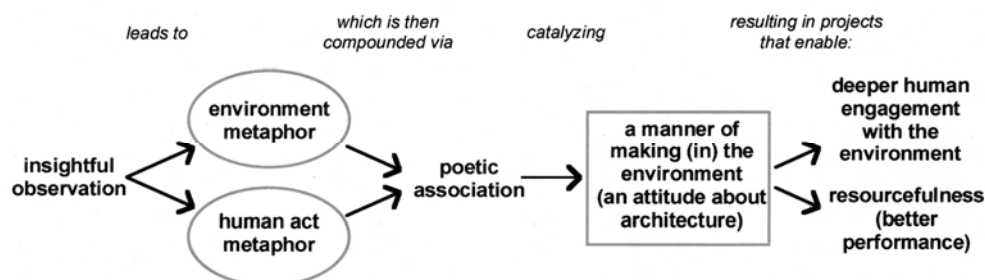 leads to
which is then
compounded via
catalyzing
resulting in projects
that enable:
insightful
observation
environment
metaphor
human act
metaphor
poetic
association
a manner of
making (in) the
environment
(an attitude about
architecture)
deeper human
engagement
with the
environment
resourcefulness
(better
performance)